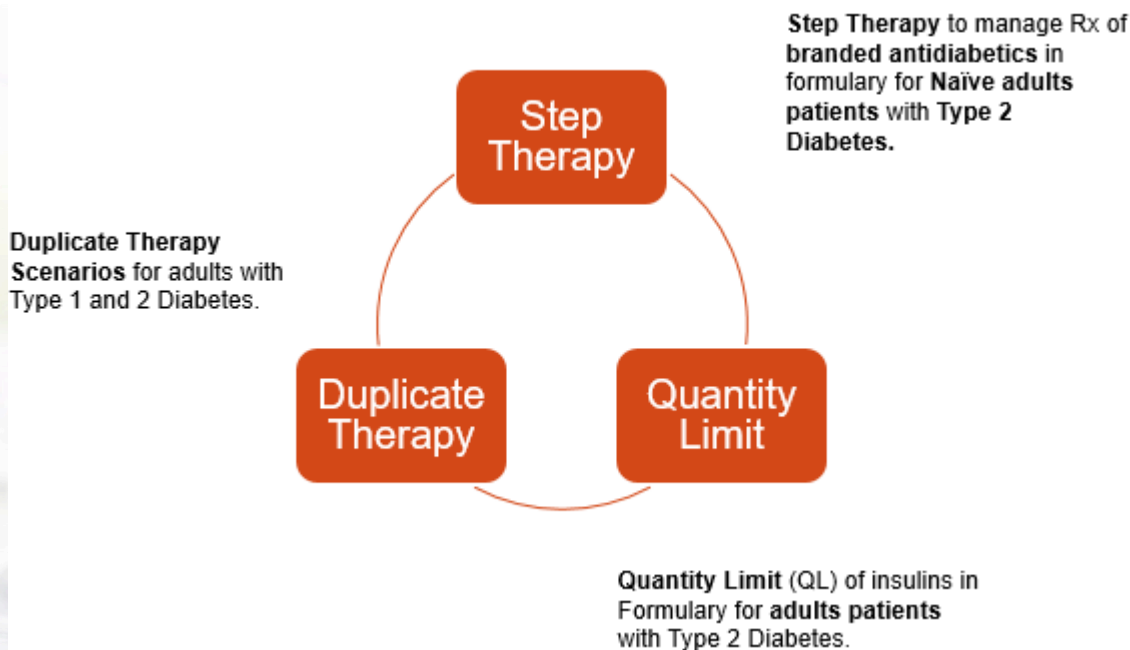 Step Therapy to manage Rx of
branded antidiabetics in
formulary for Naïve adults
patients with Type 2
Diabetes.
Step
Therapy
Duplicate Therapy
Scenarios for adults with
Type 1 and 2 Diabetes.
Duplicate
Therapy
Quantity
Limit
Quantity Limit (QL) of insulins in
Formulary for adults patients
with Type 2 Diabetes.